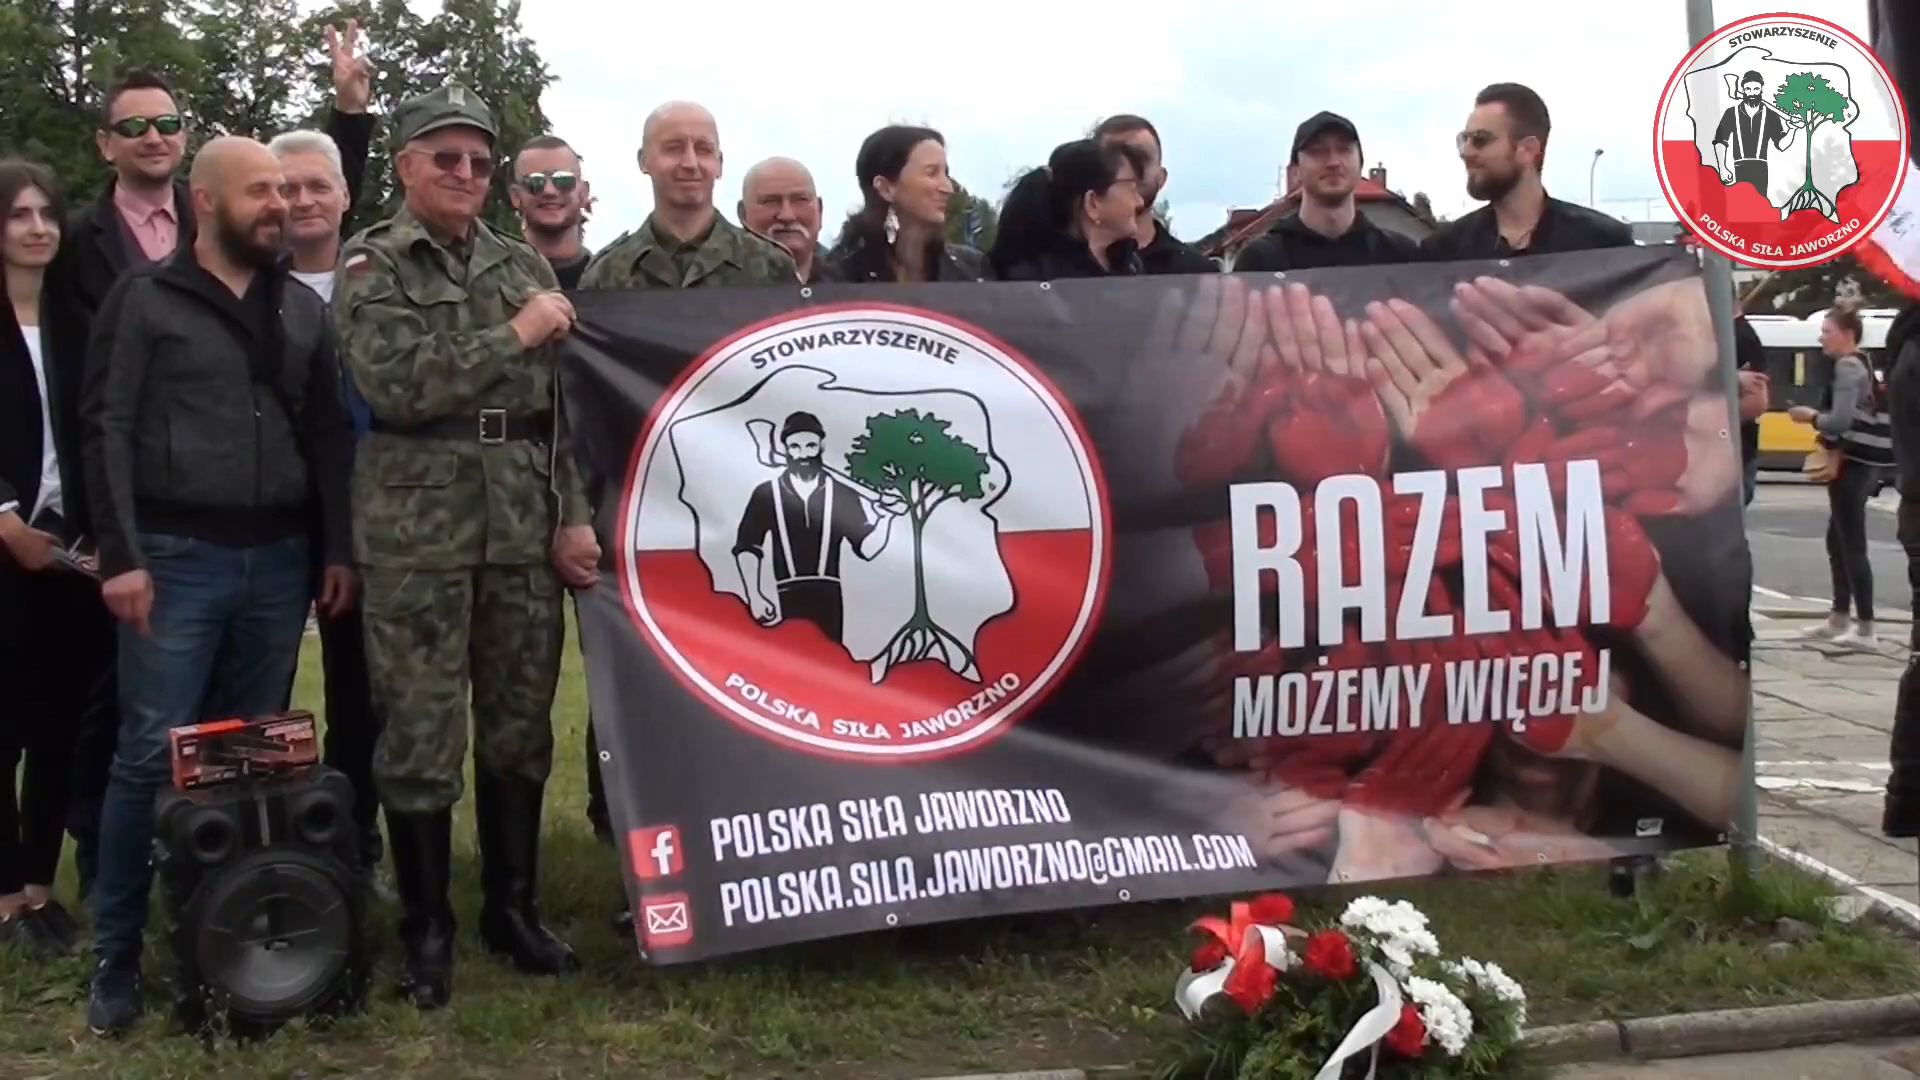 STOWARZYSZENIE
POLSKA SIŁA JAWORZNO
STOWARZYSZENIE
POLSKA SIŁA JAWORZNO
RAZEM
MOŻEMY WIĘCEJ
POLSKA SIŁA JAWORZNO
POLSKA.SILA.JAWORZNO@GMAIL.COM